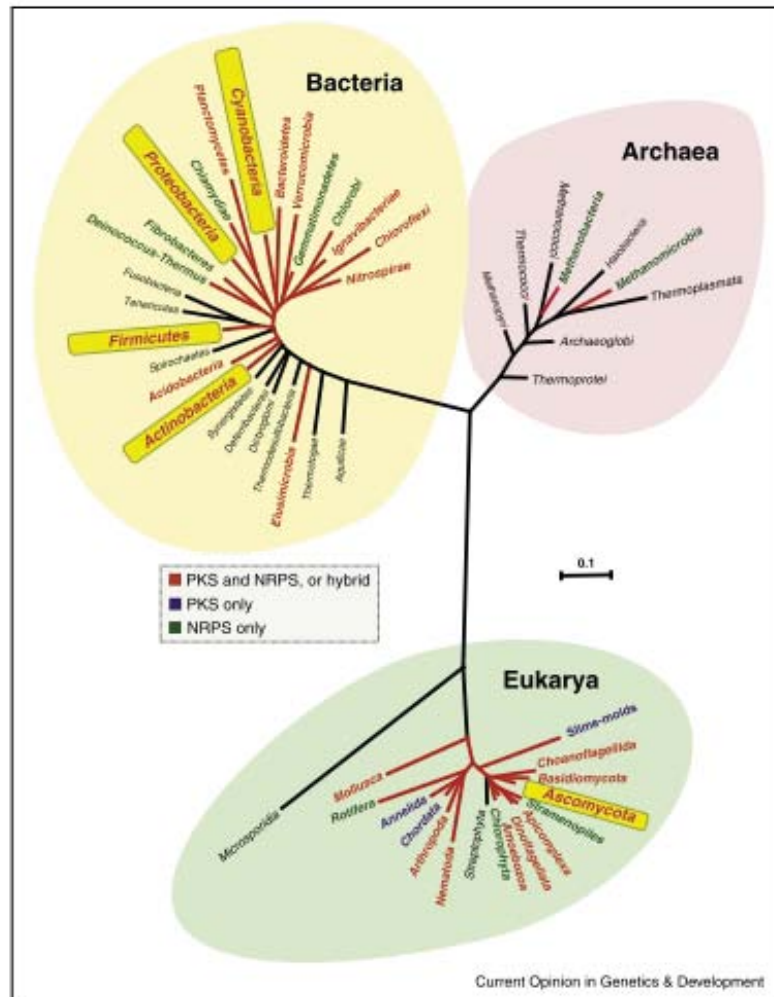 Bacteria
Cyanobacteria
Planctomycetes
Proteobacteria
Chlamydiae
Fibrobacteres
Deinococcus-Thermus
Fusobacteria
Tenericutes
Firmicutes
Spirochaetes
Acidobacteria
Actinobacteria
Synergistetes
Deferribacteres
Dictyoglomi
Thermodesulfobacteria
Elusimicrobia
Thermotogae
Aquificae
Bacteroidetes
Verrucomicrobia
Gemmatimonadetes
Chlorobi
Ignavibacteriae
Chloroflexi
Nitrospirae
Archaea
Methanopyri
Thermococci
Methanococci
Methanobacteria
Halobacteria
Methanomicrobia
Thermoplasmata
Archaeoglobi
Thermoprotei
0.1
PKS and NRPS, or hybrid
PKS only
NRPS only
Eukarya
Slime-molds
Choanoflagellida
Basidiomycota
Ascomycota
Stramenopiles
Apicomplexa
Dinoflagellata
Amoebozoa
Chlorophyta
Streptophyta
Nematoda
Arthropoda
Chordata
Annelida
Rotifera
Mollusca
Microsporidia
Current Opinion in Genetics & Development